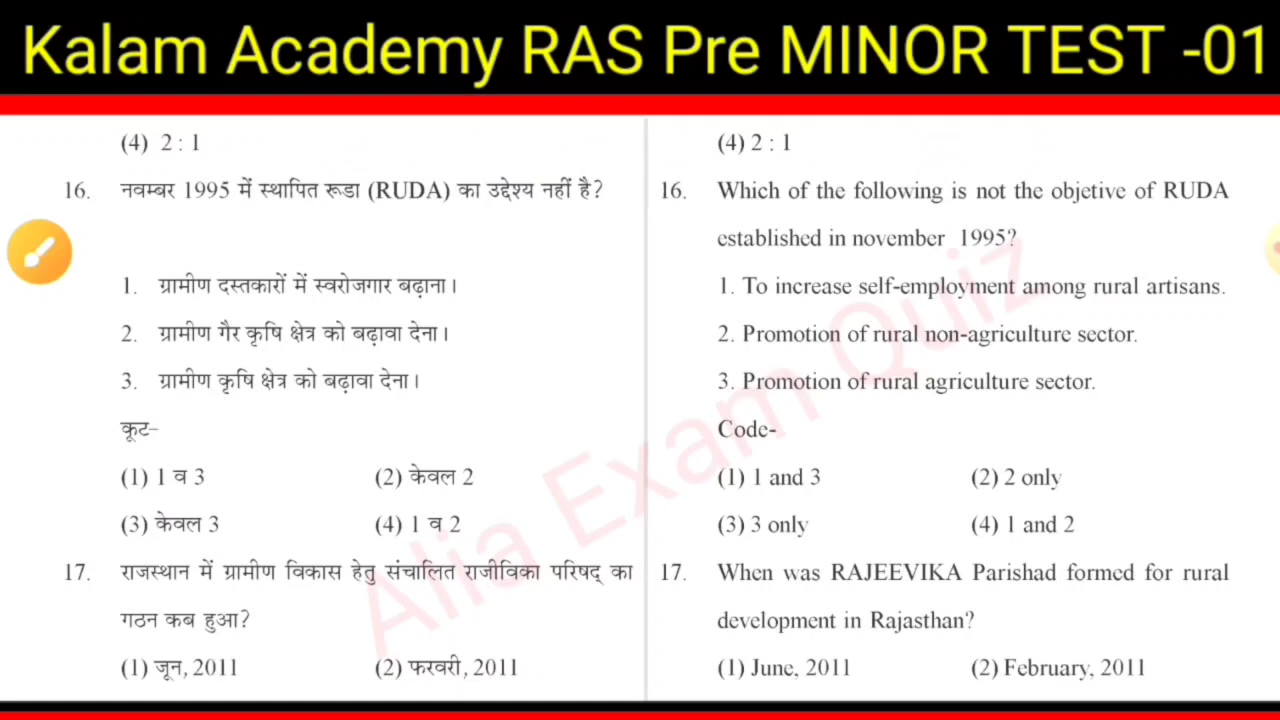 Kalam Academy RAS Pre MINOR TEST -01
(4) 2 : 1
16. नवम्बर 1995 में स्थापित रूडा (RUDA) का उद्देश्य नहीं है?
1. ग्रामीण दस्तकारों में स्वरोजगार बढ़ाना।
2. ग्रामीण गैर कृषि क्षेत्र को बढ़ावा देना।
3. ग्रामीण कृषि क्षेत्र को बढ़ावा देना।
कूट–
(1) 1 व 3 (2) केवल 2
(3) केवल 3 (4) 1 व 2
17. राजस्थान में ग्रामीण विकास हेतु संचालित राजीविका परिषद् का
गठन कब हुआ?
(1) जून, 2011 (2) फरवरी, 2011
(4) 2 : 1
16. Which of the following is not the objetive of RUDA
established in november 1995?
1. To increase self-employment among rural artisans.
2. Promotion of rural non-agriculture sector.
3. Promotion of rural agriculture sector.
Code-
(1) 1 and 3 (2) 2 only
(3) 3 only (4) 1 and 2
17. When was RAJEEVIKA Parishad formed for rural
development in Rajasthan?
(1) June, 2011 (2) February, 2011
Alia Exam Quiz